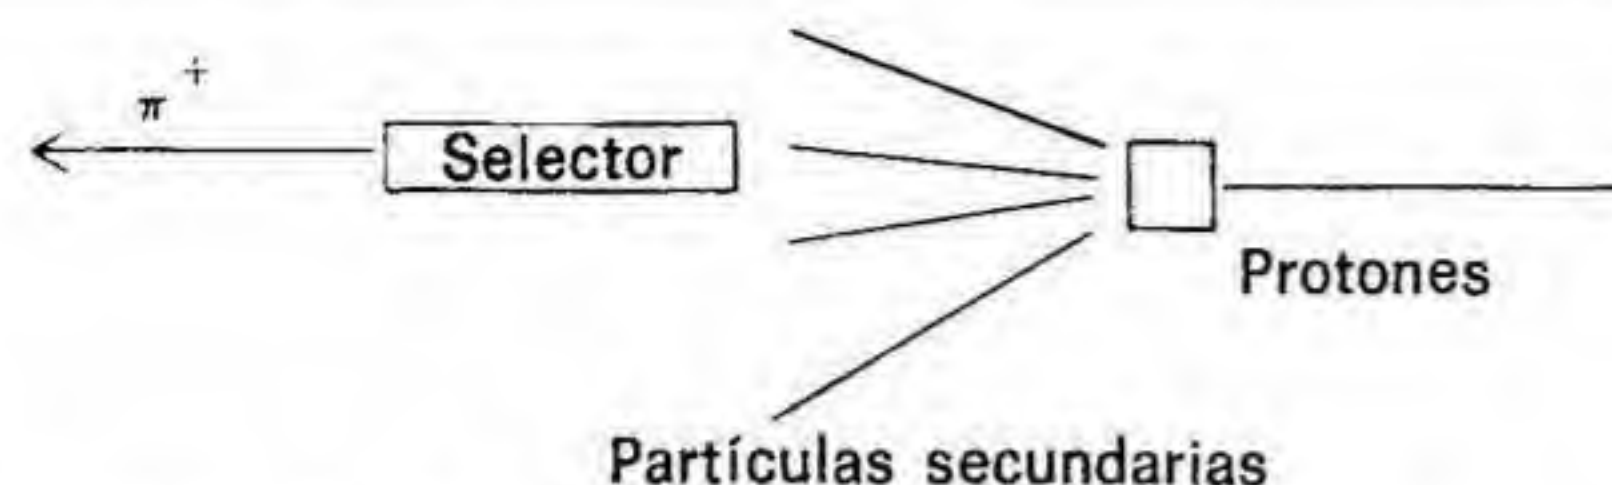 π +
Selector
Protones
Partículas secundarias